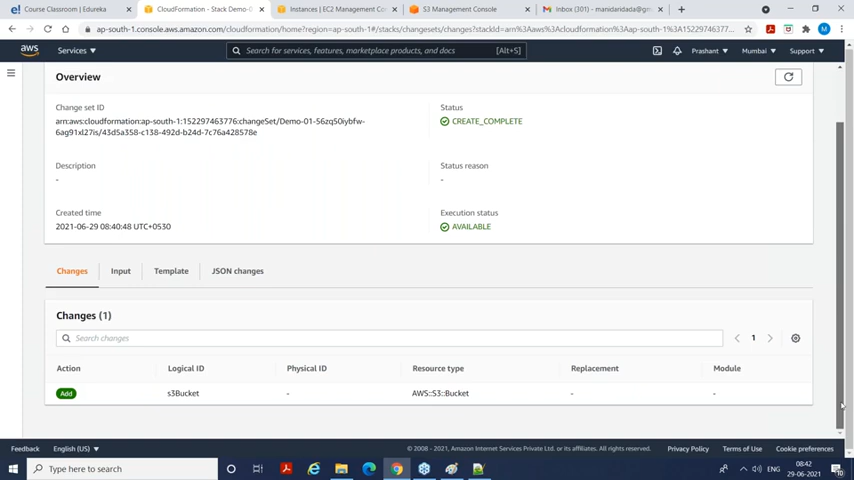 Course Classroom | Edureka
CloudFormation - Stack Demo-0
Instances | EC2 Management Co
S3 Management Console
Inbox (301) - manidaridada@gm
ap-south-1.console.aws.amazon.com/cloudformation/home?region=ap-south-1#/stacks/changesets/changes?stackId=arn%3Aaws%3Acloudformation%3Aap-south-1%3A152297463776%3Astack%2FDemo-01%2...
aws
Services
Search for services, features, marketplace products, and docs
[Alt+S]
Prashant
Mumbai
Support
Overview
Change set ID
arn:aws:cloudformation:ap-south-1:152297463776:changeSet/Demo-01-56zq50iybfw-
6ag91xl27is/43d5a358-c138-492d-b24d-7c76a428578e
Status
CREATE_COMPLETE
Description
-
Status reason
-
Created time
2021-06-29 08:40:48 UTC+0530
Execution status
AVAILABLE
Changes
Input
Template
JSON changes
Changes (1)
Search changes
1
Action
Logical ID
Physical ID
Resource type
Replacement
Module
Add
s3Bucket
-
AWS::S3::Bucket
-
-
Feedback
English (US)
© 2008 - 2021, Amazon Internet Services Private Ltd. or its affiliates. All rights reserved.
Privacy Policy
Terms of Use
Cookie preferences
Type here to search
ENG
08:42
29-06-2021